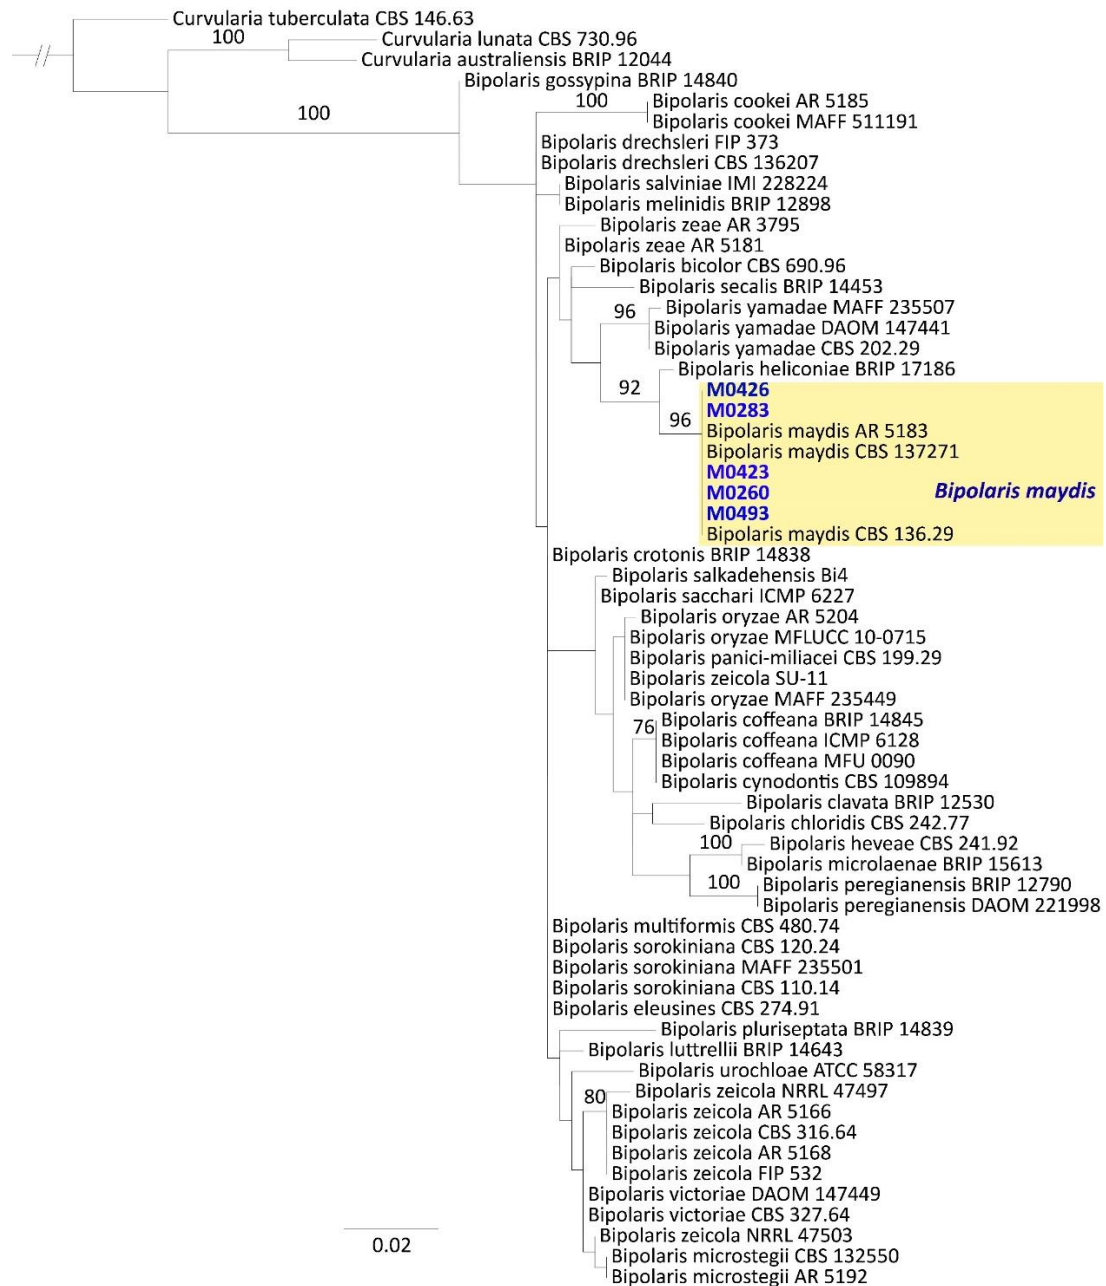 Curvularia tuberculata CBS 146.63
100
Curvularia lunata CBS 730.96
Curvularia australiensis BRIP 12044
Bipolaris gossypina BRIP 14840
100
100
Bipolaris cookei AR 5185
Bipolaris cookei MAFF 511191
Bipolaris drechsleri FIP 373
Bipolaris drechsleri CBS 136207
Bipolaris salviniae IMI 228224
Bipolaris melinidis BRIP 12898
Bipolaris zeae AR 3795
Bipolaris zeae AR 5181
Bipolaris bicolor CBS 690.96
Bipolaris secalis BRIP 14453
96
Bipolaris yamadae MAFF 235507
Bipolaris yamadae DAOM 147441
Bipolaris yamadae CBS 202.29
Bipolaris heliconiae BRIP 17186
92
M0426
M0283
96
Bipolaris maydis AR 5183
Bipolaris maydis CBS 137271
M0423
M0260
Bipolaris maydis
M0493
Bipolaris maydis CBS 136.29
Bipolaris crotonis BRIP 14838
Bipolaris salkadehensis Bi4
Bipolaris sacchari ICMP 6227
Bipolaris oryzae AR 5204
Bipolaris oryzae MFLUCC 10-0715
Bipolaris panici-miliacei CBS 199.29
Bipolaris zeicola SU-11
Bipolaris oryzae MAFF 235449
76
Bipolaris coffeana BRIP 14845
Bipolaris coffeana ICMP 6128
Bipolaris coffeana MFU 0090
Bipolaris cynodontis CBS 109894
Bipolaris clavata BRIP 12530
Bipolaris chloridis CBS 242.77
100
Bipolaris heveae CBS 241.92
Bipolaris microlaenae BRIP 15613
100
Bipolaris peregianensis BRIP 12790
Bipolaris peregianensis DAOM 221998
Bipolaris multiformis CBS 480.74
Bipolaris sorokiniana CBS 120.24
Bipolaris sorokiniana MAFF 235501
Bipolaris sorokiniana CBS 110.14
Bipolaris eleusines CBS 274.91
Bipolaris pluriseptata BRIP 14839
Bipolaris luttrellii BRIP 14643
Bipolaris urochloae ATCC 58317
80
Bipolaris zeicola NRRL 47497
Bipolaris zeicola AR 5166
Bipolaris zeicola CBS 316.64
Bipolaris zeicola AR 5168
Bipolaris zeicola FIP 532
Bipolaris victoriae DAOM 147449
Bipolaris victoriae CBS 327.64
Bipolaris zeicola NRRL 47503
Bipolaris microstegii CBS 132550
Bipolaris microstegii AR 5192
0.02